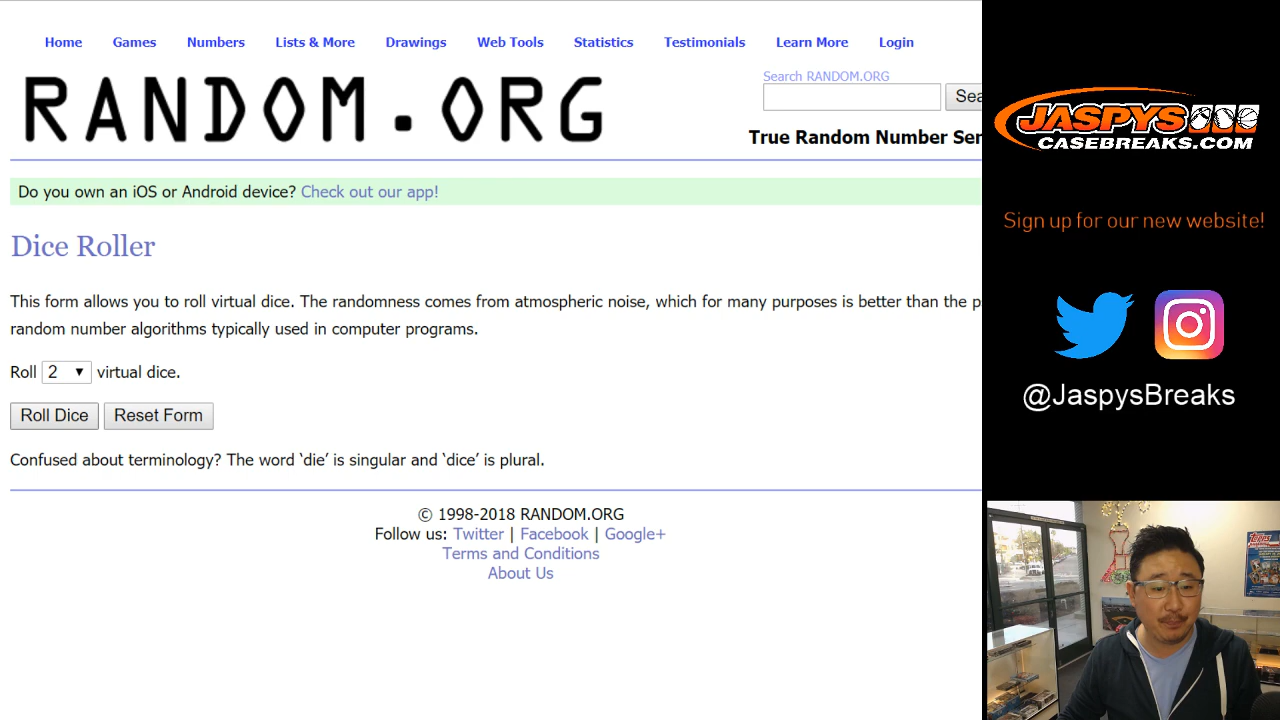 Home Games Numbers Lists & More Drawings Web Tools Statistics Testimonials Learn More Login
RANDOM.ORG
Search RANDOM.ORG
Sea
True Random Number Ser
Do you own an iOS or Android device? Check out our app!
Dice Roller
This form allows you to roll virtual dice. The randomness comes from atmospheric noise, which for many purposes is better than the p
random number algorithms typically used in computer programs.
Roll 2 virtual dice.
Roll Dice Reset Form
Confused about terminology? The word ‘die’ is singular and ‘dice’ is plural.
© 1998-2018 RANDOM.ORG
Follow us: Twitter | Facebook | Google+
Terms and Conditions
About Us
JASPYS
CASEBREAKS.COM
Sign up for our new website!
@JaspysBreaks
Topps